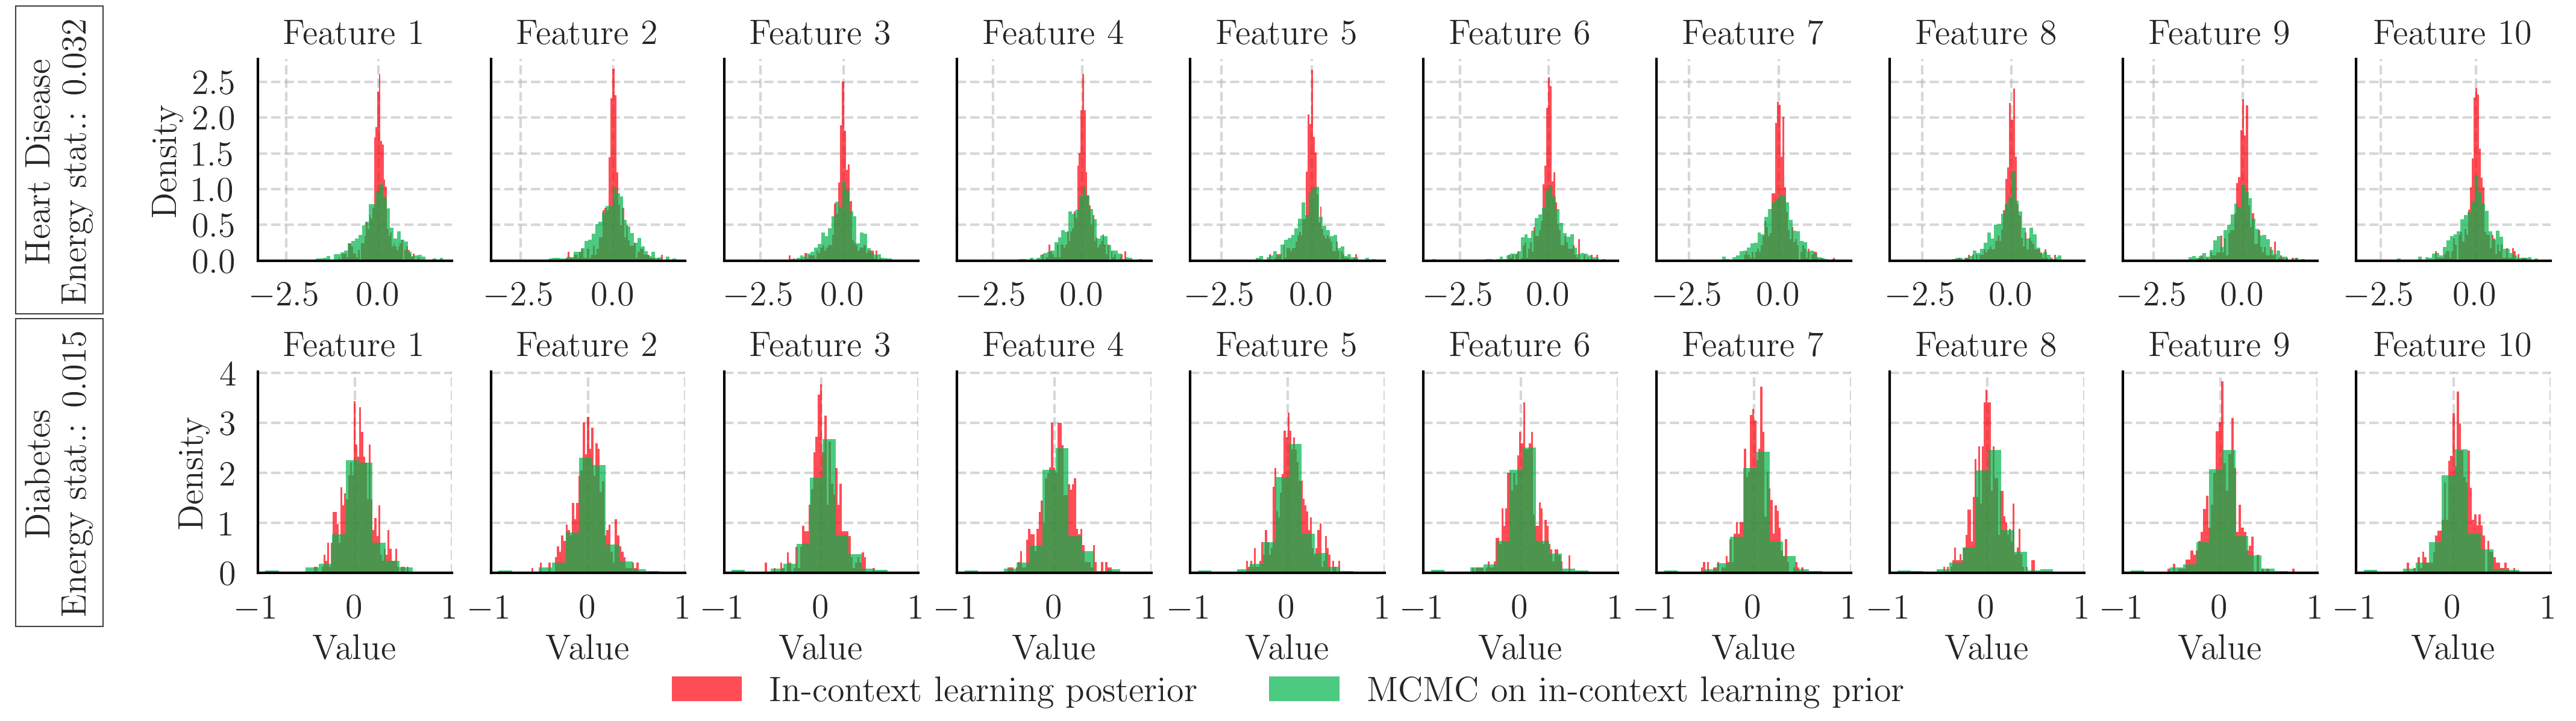 Heart Disease
Energy stat.: 0.032
Feature 1 Feature 2 Feature 3 Feature 4 Feature 5 Feature 6 Feature 7 Feature 8 Feature 9 Feature 10
Density
2.5
2.0
1.5
1.0
0.5
0.0
−2.5 0.0 −2.5 0.0 −2.5 0.0 −2.5 0.0 −2.5 0.0 −2.5 0.0 −2.5 0.0 −2.5 0.0 −2.5 0.0 −2.5 0.0
Diabetes
Energy stat.: 0.015
Feature 1 Feature 2 Feature 3 Feature 4 Feature 5 Feature 6 Feature 7 Feature 8 Feature 9 Feature 10
Density
4
3
2
1
0
−1 0 1 −1 0 1 −1 0 1 −1 0 1 −1 0 1 −1 0 1 −1 0 1 −1 0 1 −1 0 1 −1 0 1
Value Value Value Value Value Value Value Value Value Value
In-context learning posterior MCMC on in-context learning prior